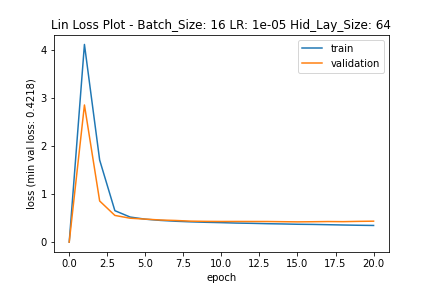 Lin Loss Plot - Batch_Size: 16 LR: 1e-05 Hid_Lay_Size: 64
train
validation
4
3
2
1
0
loss (min val loss: 0.4218)
0.0 2.5 5.0 7.5 10.0 12.5 15.0 17.5 20.0
epoch